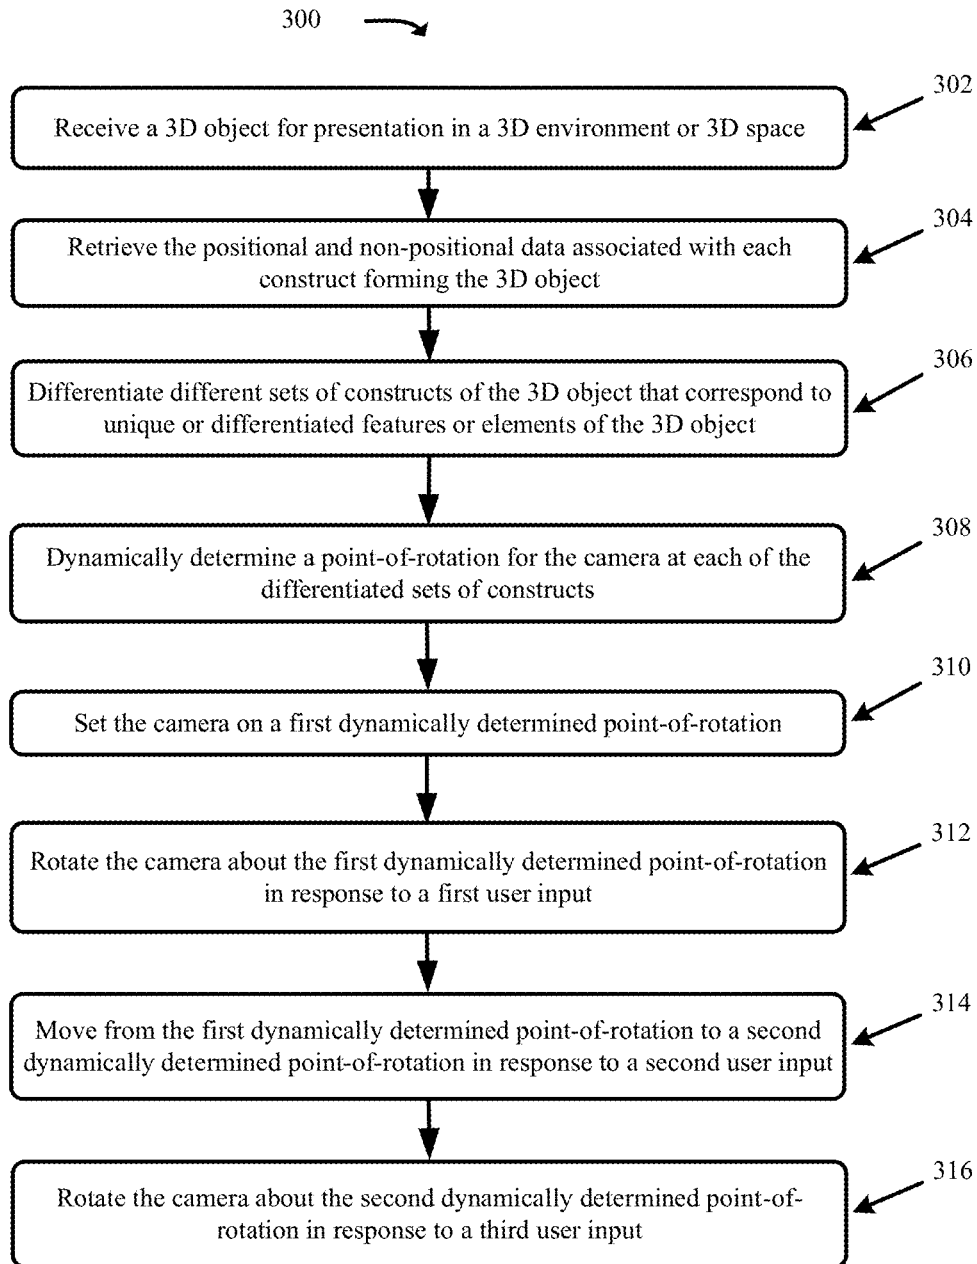 300
302
Receive a 3D object for presentation in a 3D environment or 3D space
304
Retrieve the positional and non-positional data associated with each
construct forming the 3D object
306
Differentiate different sets of constructs of the 3D object that correspond to
unique or differentiated features or elements of the 3D object
308
Dynamically determine a point-of-rotation for the camera at each of the
differentiated sets of constructs
310
Set the camera on a first dynamically determined point-of-rotation
312
Rotate the camera about the first dynamically determined point-of-rotation
in response to a first user input
314
Move from the first dynamically determined point-of-rotation to a second
dynamically determined point-of-rotation in response to a second user input
316
Rotate the camera about the second dynamically determined point-of-
rotation in response to a third user input